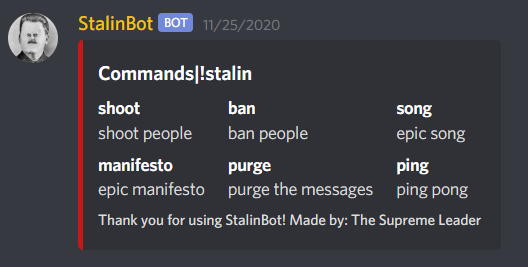 StalinBot BOT 11/25/2020
Commands|!stalin
shoot ban song
shoot people ban people epic song
manifesto purge ping
epic manifesto purge the messages ping pong
Thank you for using StalinBot! Made by: The Supreme Leader